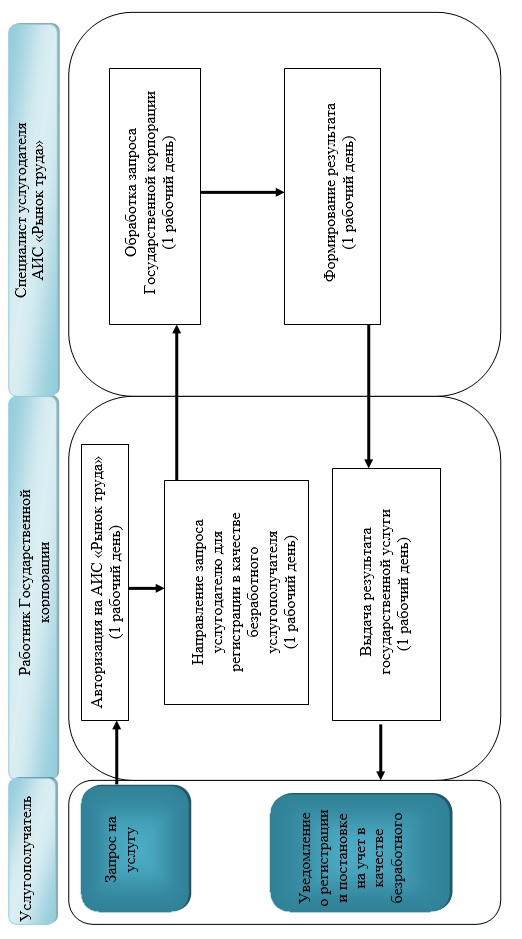 Услугополучатель
Работник Государственной
корпорации
Специалист услугодателя
АИС «Рынок труда»
Запрос на
услугу
Авторизация на АИС «Рынок труда»
(1 рабочий день)
Направление запроса
услугодателю для
регистрации в качестве
безработного
услугополучателя
(1 рабочий день)
Обработка запроса
Государственной корпорации
(1 рабочий день)
Формирование результата
(1 рабочий день)
Выдача результата
государственной услуги
(1 рабочий день)
Уведомление
о регистрации
и постановке
на учет в
качестве
безработного